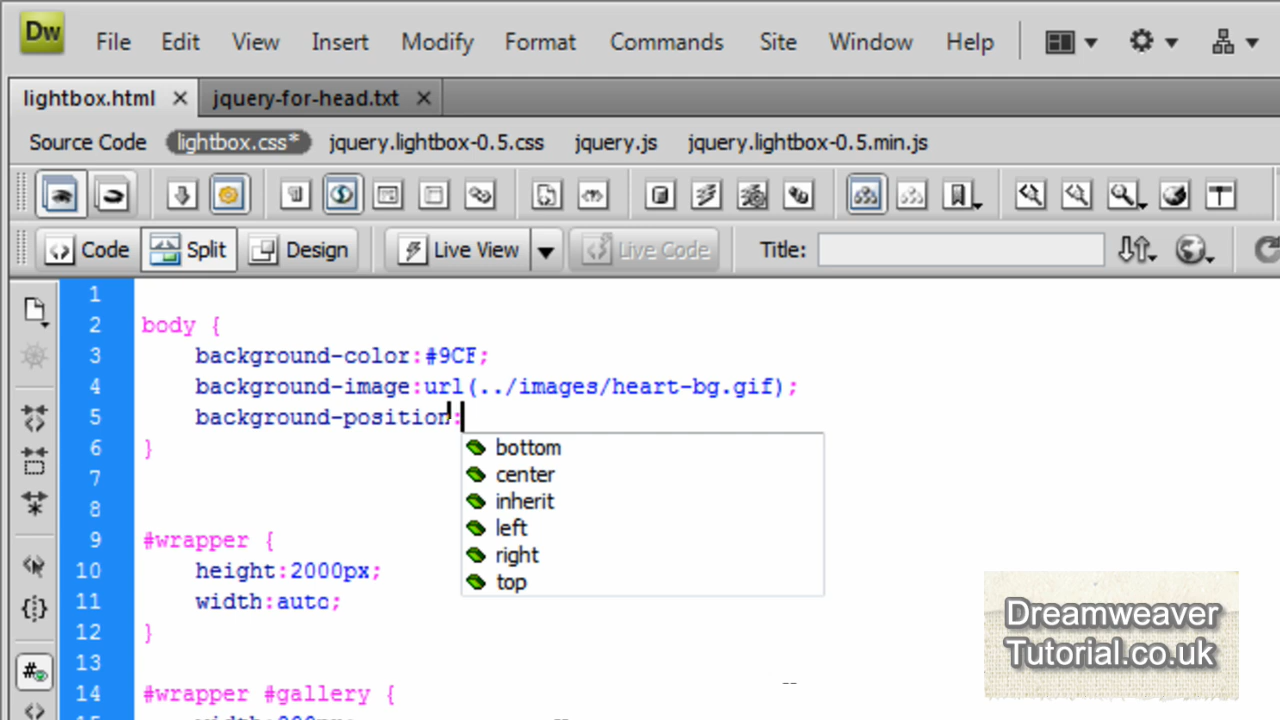 Dw File Edit View Insert Modify Format Commands Site Window Help
lightbox.html jquery-for-head.txt
Source Code lightbox.css* jquery.lightbox-0.5.css jquery.js jquery.lightbox-0.5.min.js
Code Split Design Live View Live Code Title:
1
2 body {
3 background-color:#9CF;
4 background-image:url(../images/heart-bg.gif);
5 background-position:
bottom
center
inherit
left
right
top
6 }
7
8
9 #wrapper {
10 height:2000px;
11 width:auto;
12 }
13
14 #wrapper #gallery {
Dreamweaver
Tutorial.co.uk